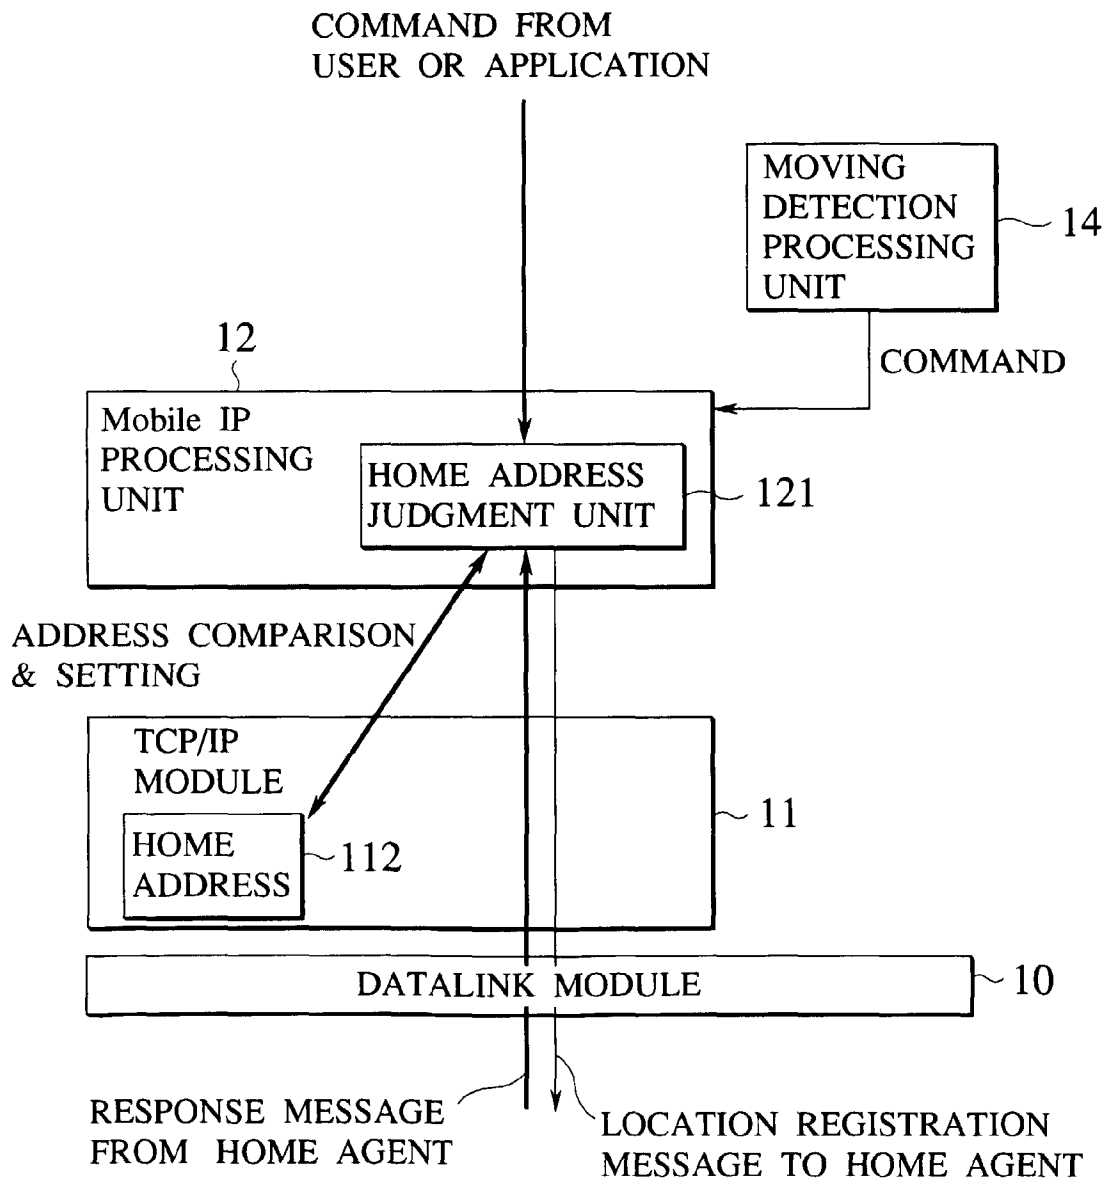 COMMAND FROM
USER OR APPLICATION
MOVING
DETECTION
PROCESSING
UNIT
14
12
COMMAND
Mobile IP
PROCESSING
UNIT
HOME ADDRESS
JUDGMENT UNIT
121
ADDRESS COMPARISON
& SETTING
TCP/IP
MODULE
11
HOME
ADDRESS
112
DATALINK MODULE
10
RESPONSE MESSAGE
FROM HOME AGENT
LOCATION REGISTRATION
MESSAGE TO HOME AGENT